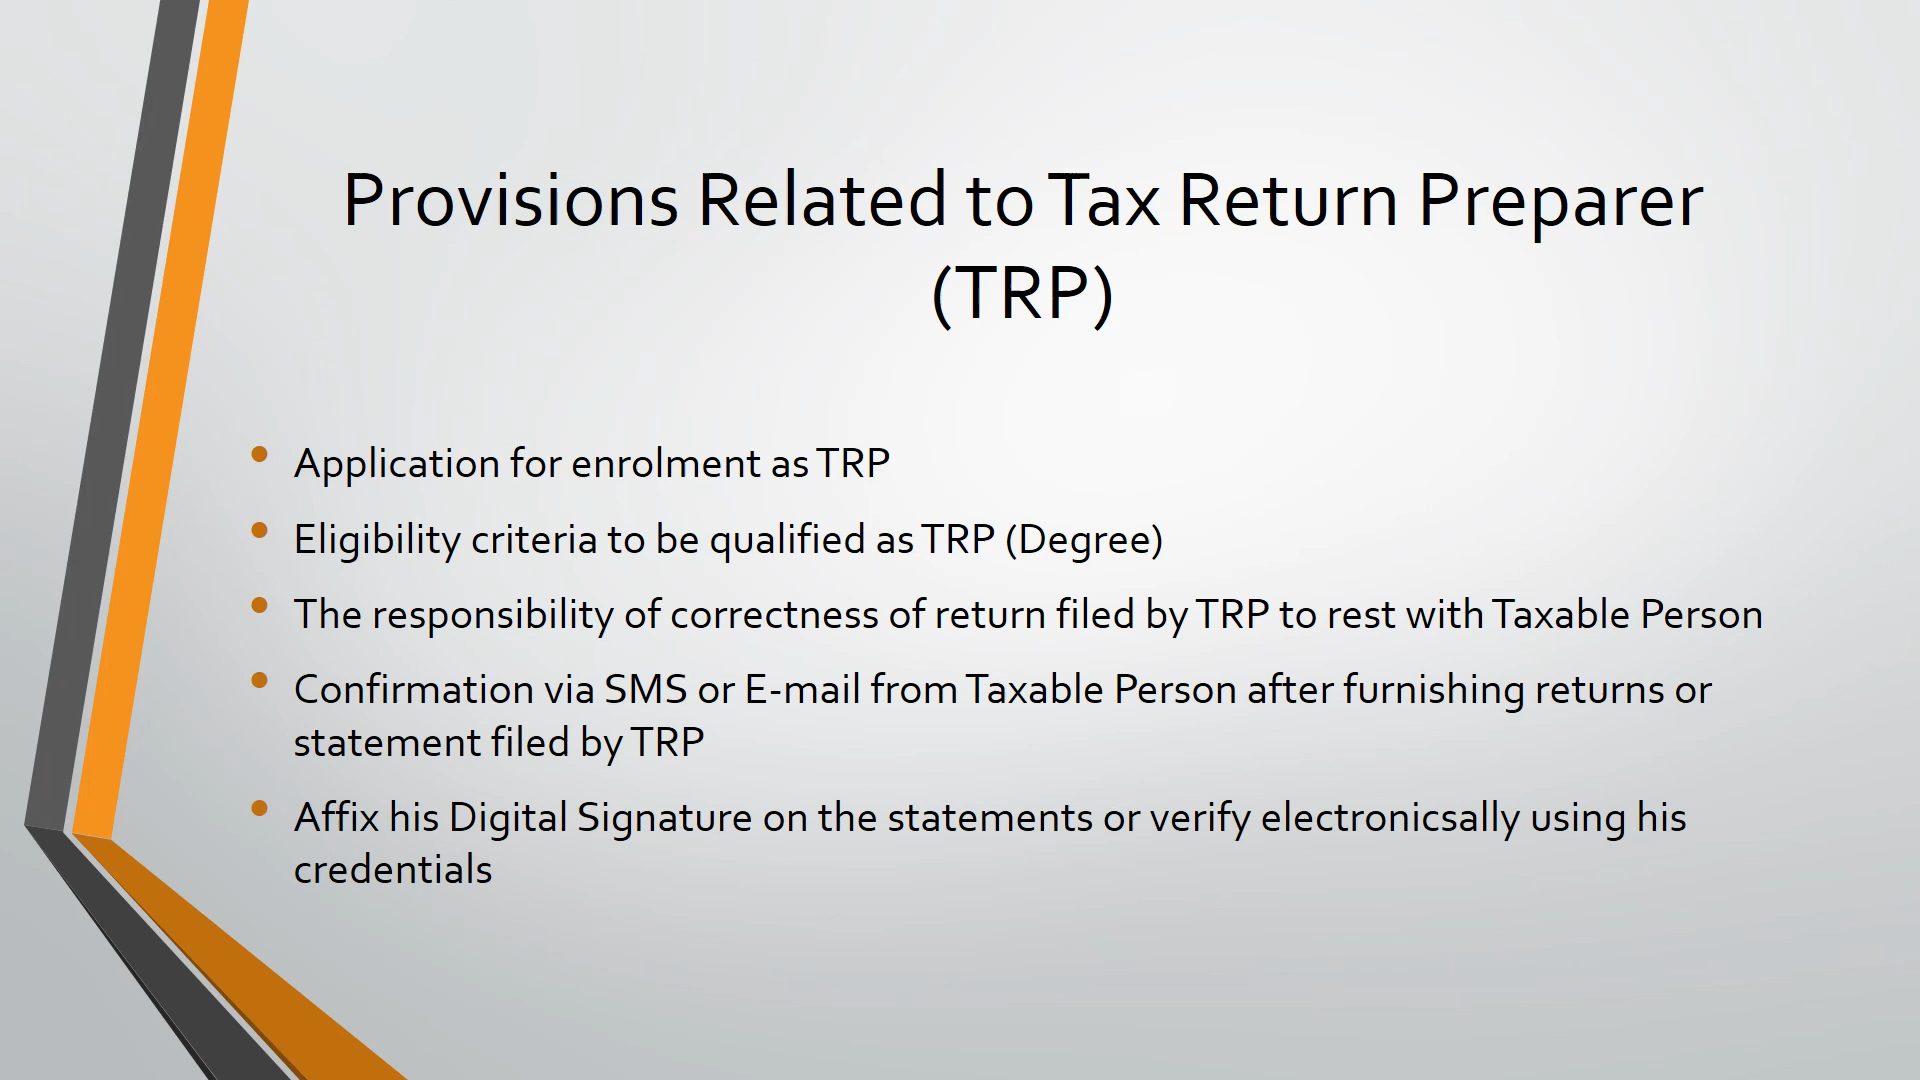 Provisions Related to Tax Return Preparer
(TRP)
• Application for enrolment as TRP
• Eligibility criteria to be qualified as TRP (Degree)
• The responsibility of correctness of return filed by TRP to rest with Taxable Person
• Confirmation via SMS or E-mail from Taxable Person after furnishing returns or
statement filed by TRP
• Affix his Digital Signature on the statements or verify electronicsally using his
credentials